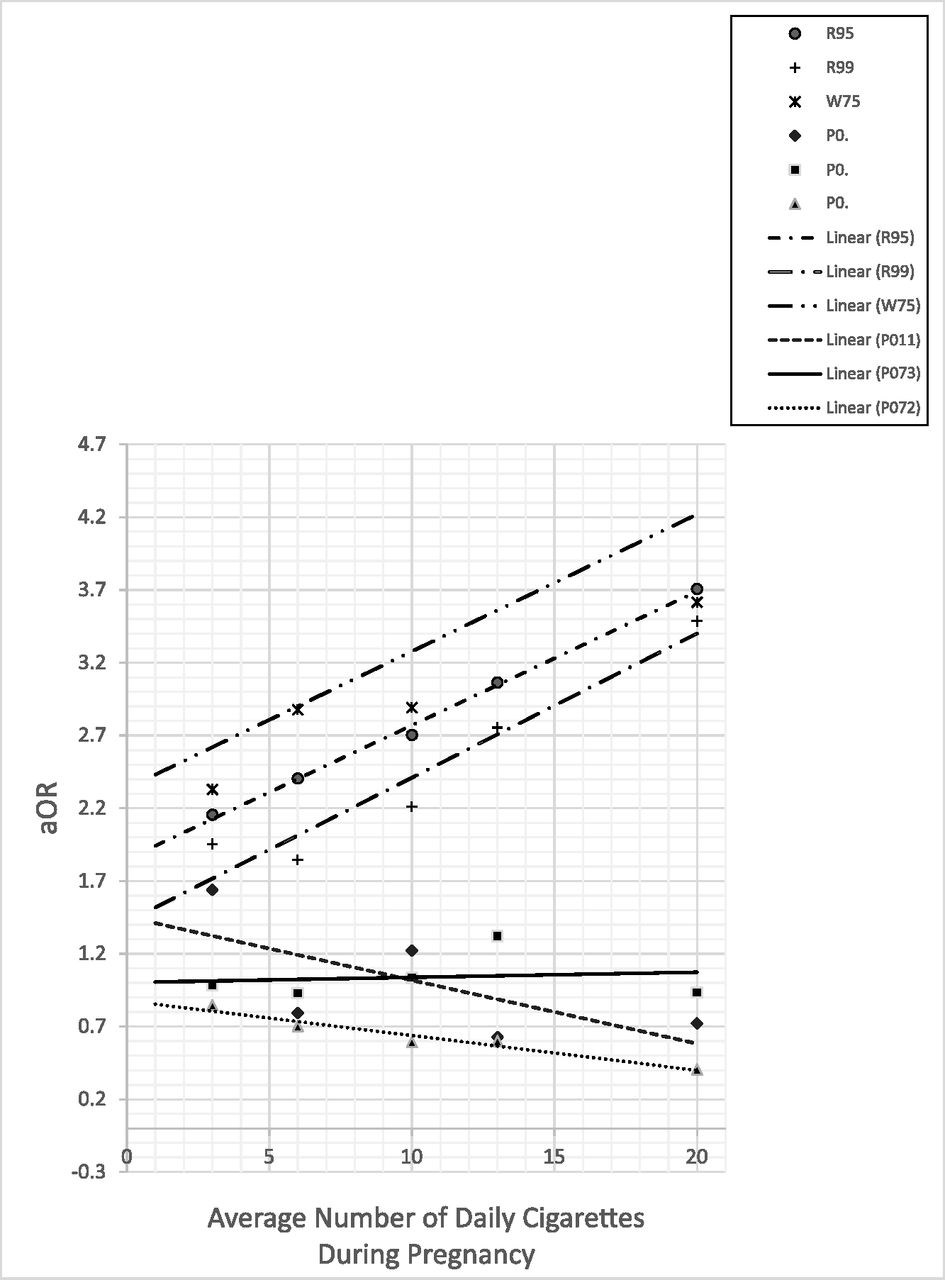 R95
R99
W75
P0.
P0.
P0.
Linear (R95)
Linear (R99)
Linear (W75)
Linear (P011)
Linear (P073)
Linear (P072)
4.7
4.2
3.7
3.2
2.7
2.2
1.7
1.2
0.7
0.2
-0.3
aOR
0 5 10 15 20
Average Number of Daily Cigarettes
During Pregnancy